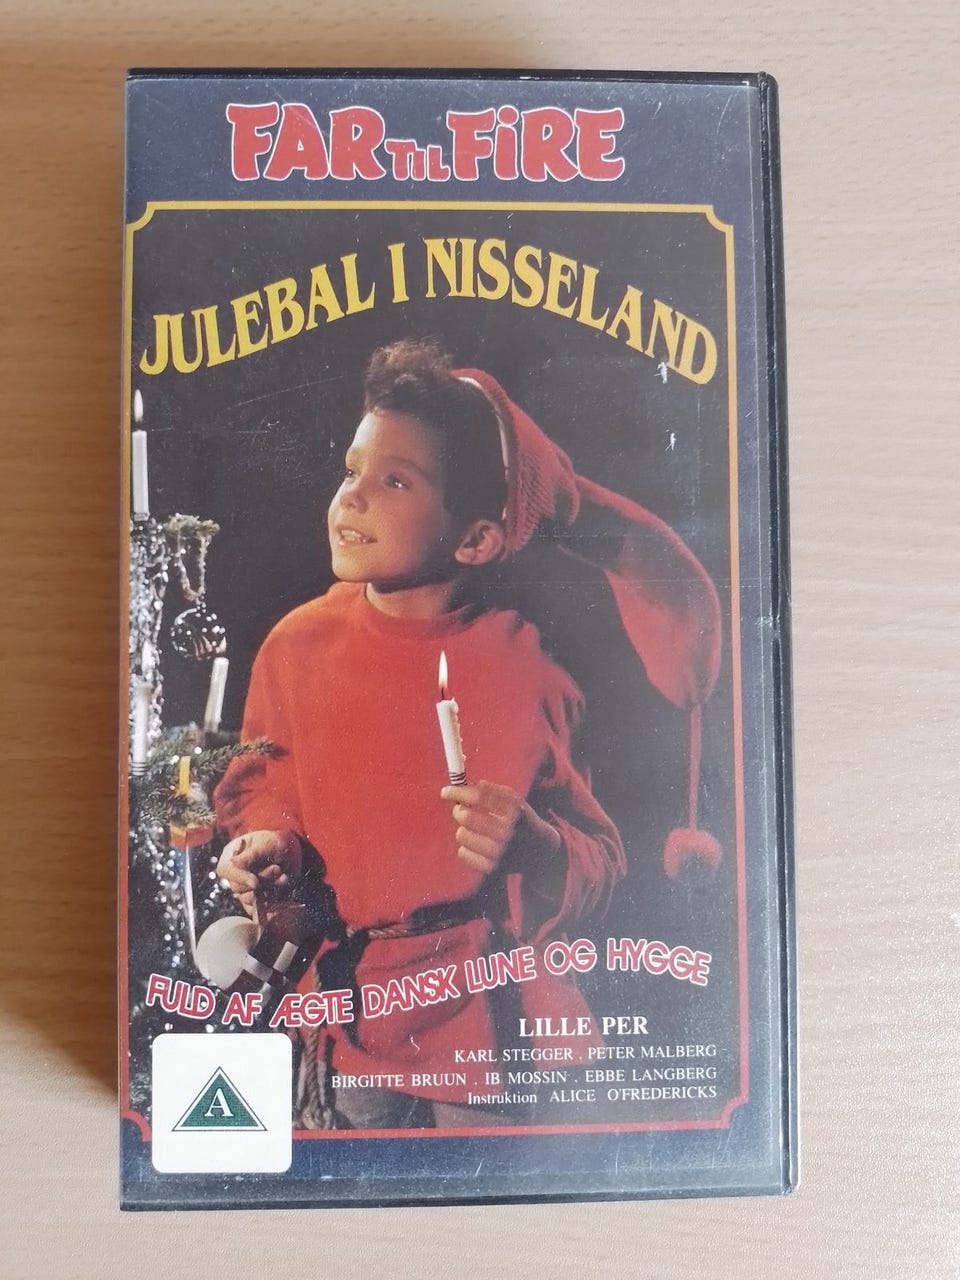 FAR TIL FiRE
JULEBAL I NISSELAND
FULD AF ÆGTE DANSK LUNE OG HYGGE
LILLE PER
KARL STEGGER . PETER MALBERG
BIRGITTE BRUUN . IB MOSSIN . EBBE LANGBERG
Instruktion ALICE O'FREDERICKS
A